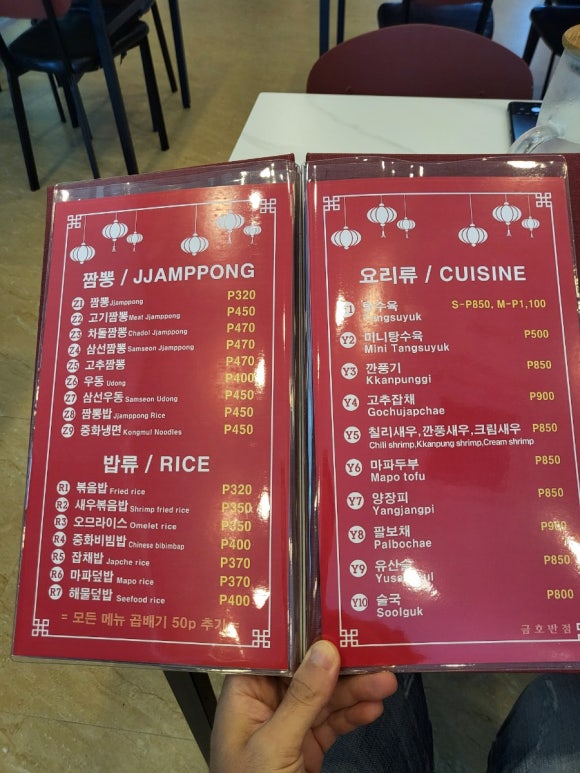 짬뽕 / JJAMPPONG
Z1 짬뽕 Jjamppong P320
Z2 고기짬뽕 Meat Jjamppong P450
Z3 차돌짬뽕 Chadol Jjamppong P470
Z4 삼선짬뽕 Samseon Jjamppong P470
Z5 고추짬뽕 P470
Z6 우동 Udong P400
Z7 삼선우동 Samseon Udong P450
Z8 짬뽕밥 Jjamppong Rice P450
Z9 중화냉면 Kongmul Noodles P450
밥류 / RICE
R1 볶음밥 Fried rice P320
R2 새우볶음밥 Shrimp fried rice P350
R3 오므라이스 Omelet rice P350
R4 중화비빔밥 Chinese bibimbap P400
R5 잡채밥 Japche rice P370
R6 마파덮밥 Mapo rice P370
R7 해물덮밥 Seefood rice P400
= 모든 메뉴 곱배기 50p 추가 =
요리류 / CUISINE
탕수육 S-P850, M-P1,100
Tangsuyuk
Y2 미니탕수육 P500
Mini Tangsuyuk
Y3 깐풍기 P850
Kkanpunggi
Y4 고추잡채 P900
Gochujapchae
Y5 칠리새우,깐풍새우,크림새우 P850
Chili shrimp,Kkanpung shrimp,Cream shrimp
Y6 마파두부 P850
Mapo tofu
Y7 양장피 P850
Yangjangpi
Y8 팔보채
Palbochae
Y9 유산슬 P850
Y10 술국 P800
Soolguk
금호반점